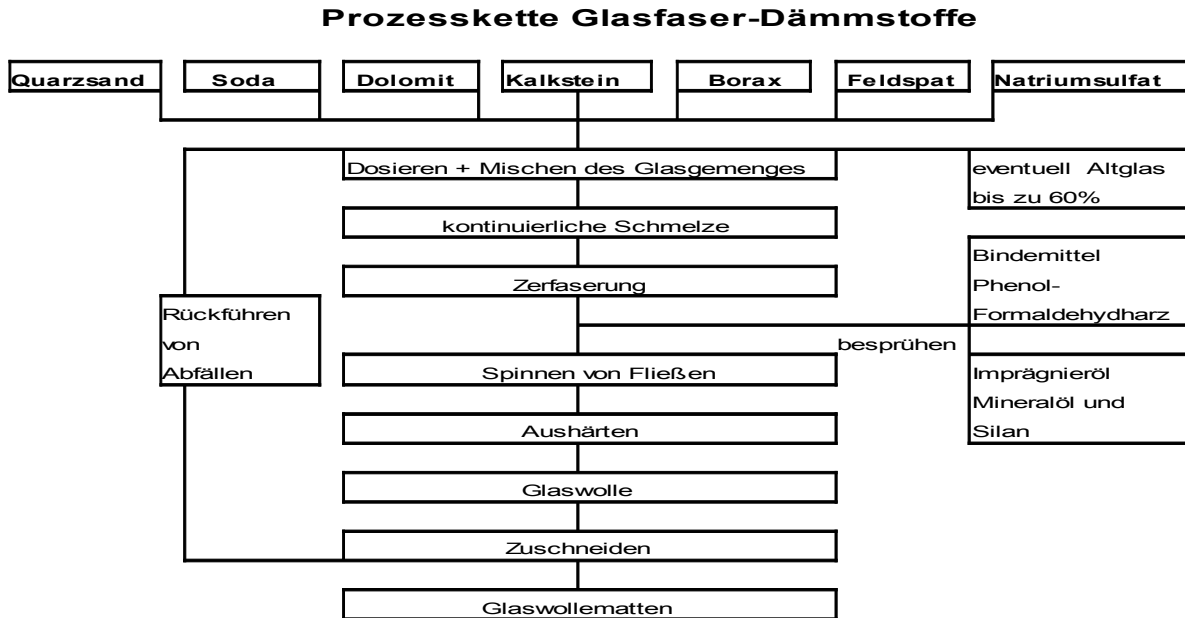 Prozesskette Glasfaser-Dämmstoffe
Quarzsand Soda Dolomit Kalkstein Borax Feldspat Natriumsulfat
Dosieren + Mischen des Glasgemenges
eventuell Altglas
bis zu 60%
kontinuierliche Schmelze
Zerfaserung
Bindemittel
Phenol-
Formaldehydharz
besprühen
Rückführen
von
Abfällen
Spinnen von Fließen
Imprägnieröl
Mineralöl und
Silan
Aushärten
Glaswolle
Zuschneiden
Glaswollematten